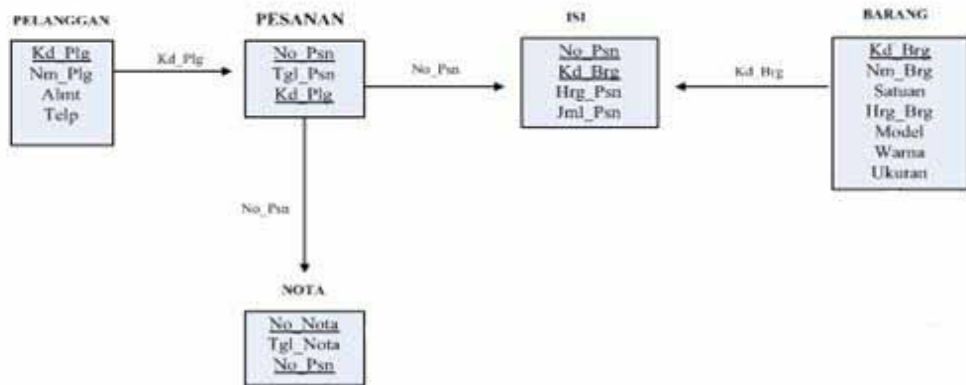 PELANGGAN
Kd_Plg
Nm_Plg
Almt
Telp
Kd_Plg
PESANAN
No_Psn
Tgl_Psn
Kd_Plg
No_Psn
ISI
No_Psn
Kd_Brg
Hrg_Psn
Jml_Psn
Kd_Brg
BARANG
Kd_Brg
Nm_Brg
Satuan
Hrg_Brg
Model
Warna
Ukuran
No_Psn
NOTA
No_Nota
Tgl_Nota
No_Psn